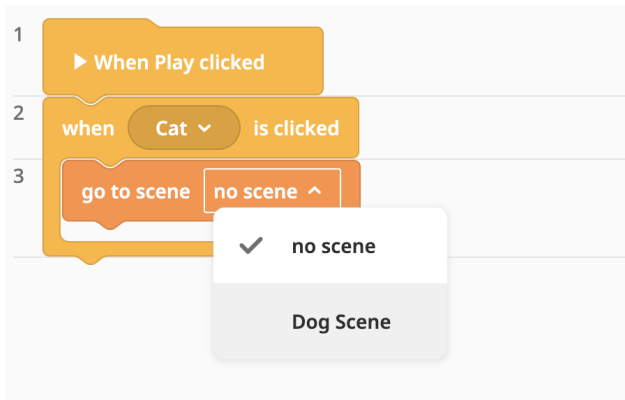 1
When Play clicked
2
when Cat is clicked
3
go to scene no scene
no scene
Dog Scene